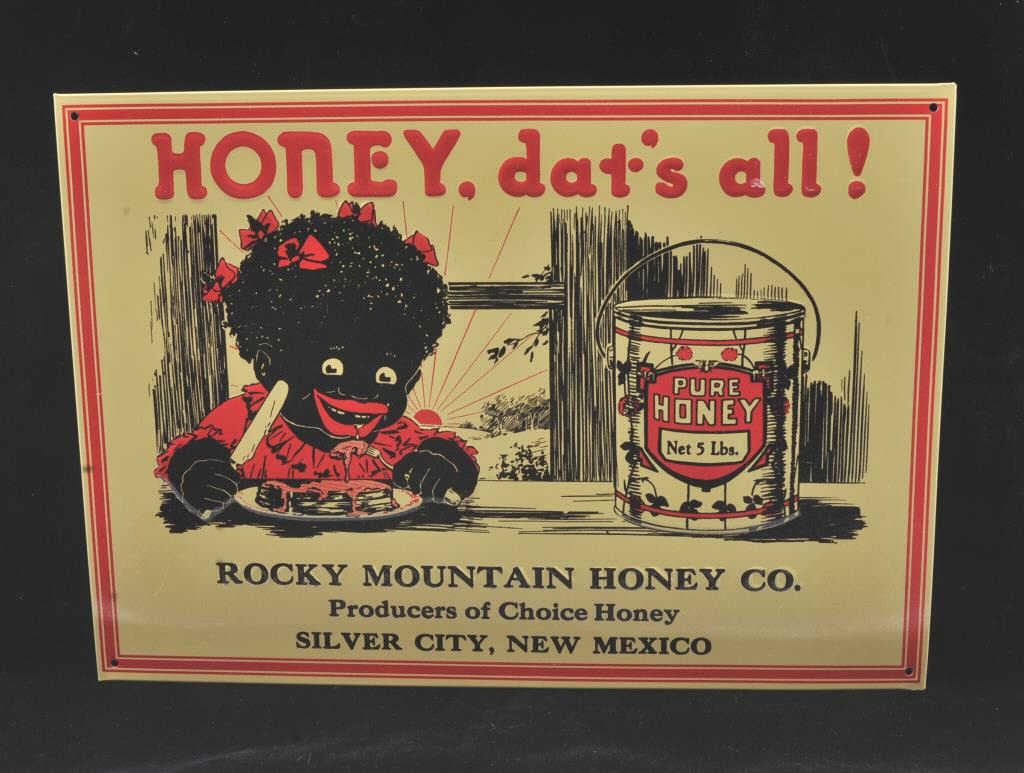 HONEY, dat's all!
PURE
HONEY
Net 5 Lbs.
ROCKY MOUNTAIN HONEY CO.
Producers of Choice Honey
SILVER CITY, NEW MEXICO